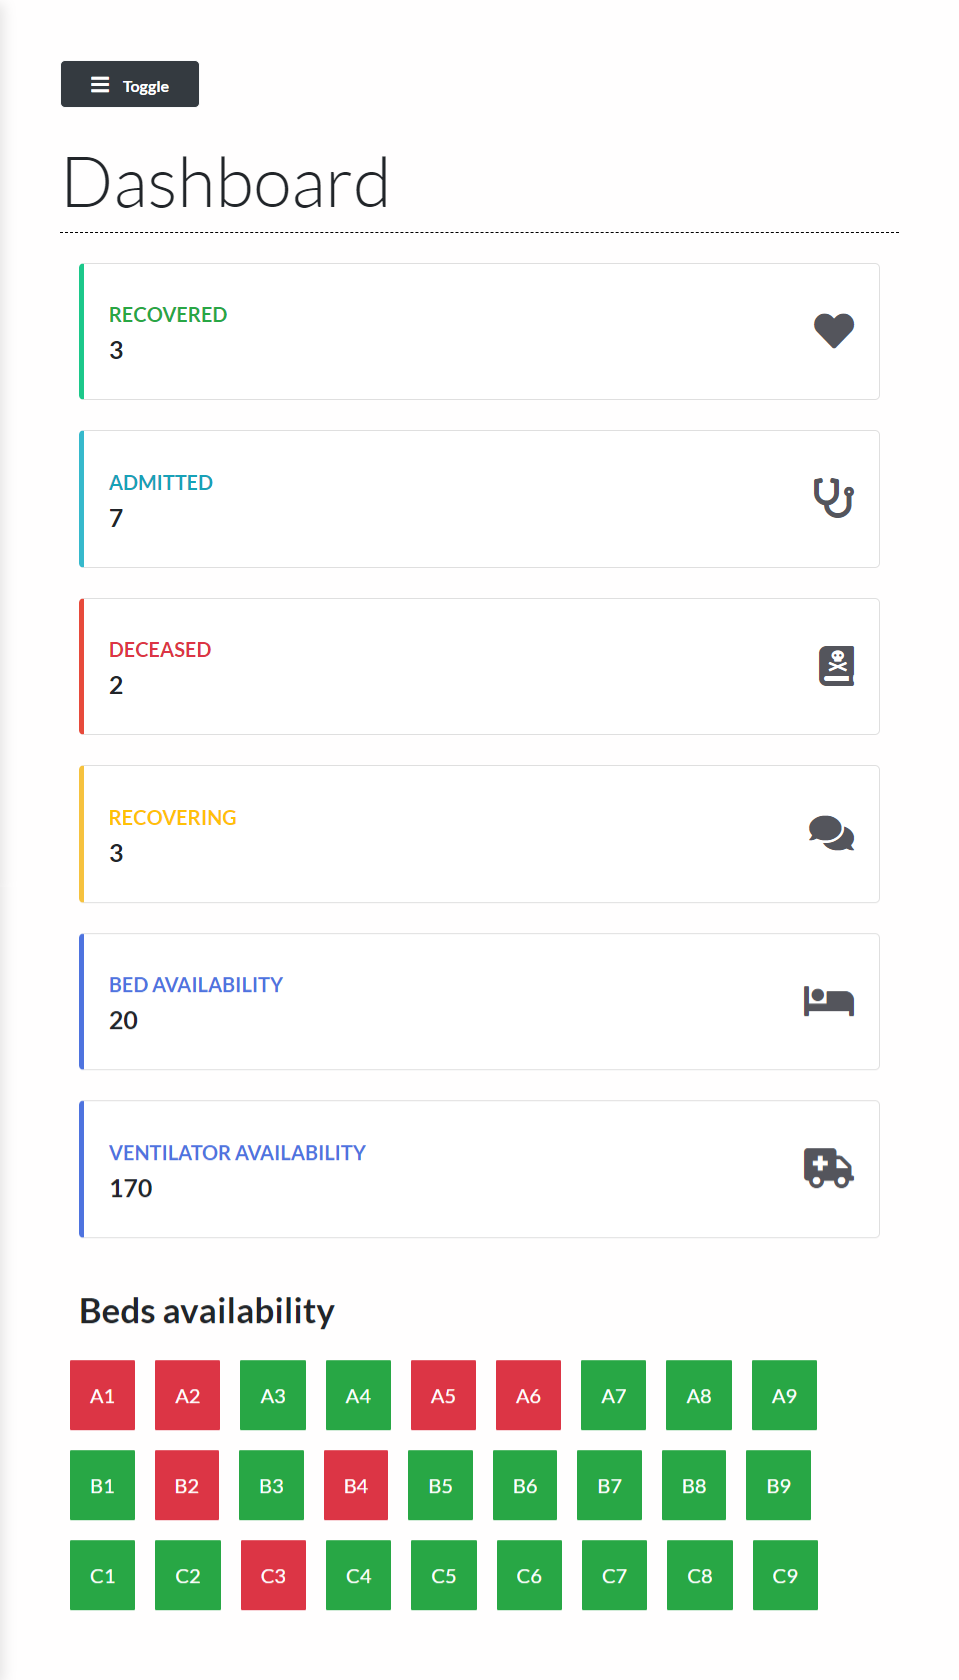 Toggle
Dashboard
RECOVERED
3
ADMITTED
7
DECEASED
2
RECOVERING
3
BED AVAILABILITY
20
VENTILATOR AVAILABILITY
170
Beds availability
A1 A2 A3 A4 A5 A6 A7 A8 A9
B1 B2 B3 B4 B5 B6 B7 B8 B9
C1 C2 C3 C4 C5 C6 C7 C8 C9